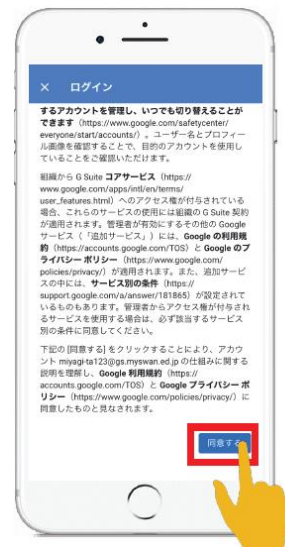 × ログイン
するアカウントを管理し、いつでも切り替えることが
できます（https://www.google.com/safetycenter/
everyone/start/accounts/）。ユーザー名とプロフィー
ル画像を確認することで、目的のアカウントを使用し
ていることをご確認いただけます。
組織から G Suite コアサービス（https://
www.google.com/apps/intl/en/terms/
user_features.html）へのアクセス権が付与されている
場合、これらのサービスの使用には組織の G Suite 契約
が適用されます。管理者が有効にするその他の Google
サービス（「追加サービス」）には、Google の利用規
約（https://accounts.google.com/TOS）と Google のプ
ライバシー ポリシー（https://www.google.com/
policies/privacy/）が適用されます。また、追加サービ
スの中には、サービス別の条件（https://
support.google.com/a/answer/181865）が設定されて
いるものもあります。管理者からアクセス権が付与され
るサービスを使用する場合は、必ず該当するサービス
別の条件に同意してください。
下記の [同意する] をクリックすることにより、アカウ
ント miyagi-ta123@gs.myswan.ed.jp の仕組みに関する
説明を理解し、Google 利用規約（https://
accounts.google.com/TOS）と Google プライバシー ポ
リシー（https://www.google.com/policies/privacy/）に
同意したものと見なされます。
同意する